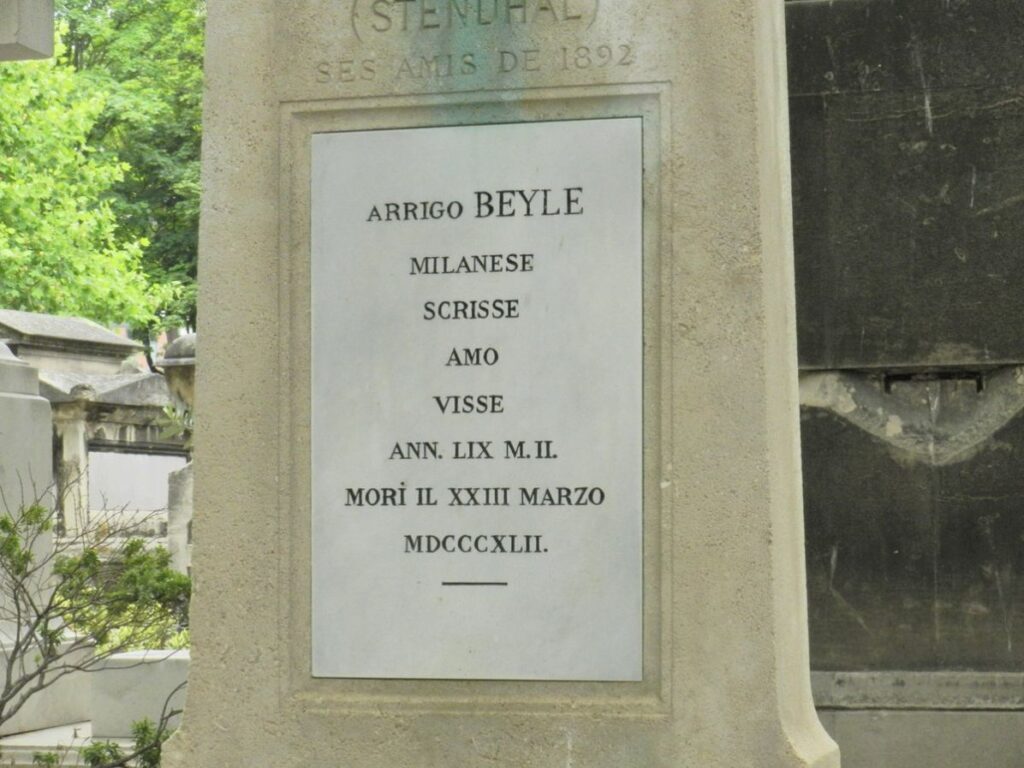 (STENDHAL)
SES AMIS DE 1892
ARRIGO BEYLE
MILANESE
SCRISSE
AMO
VISSE
ANN. LIX M. II.
MORÌ IL XXIII MARZO
MDCCCXLII.